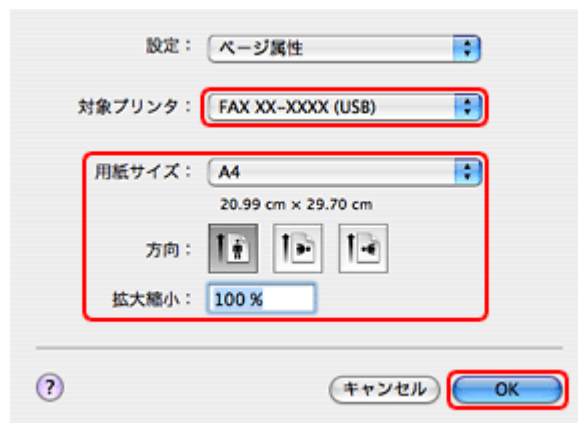 設定： ページ属性
対象プリンタ： FAX XX-XXXX (USB)
用紙サイズ： A4
20.99 cm × 29.70 cm
方向：
拡大縮小： 100 %
? キャンセル OK